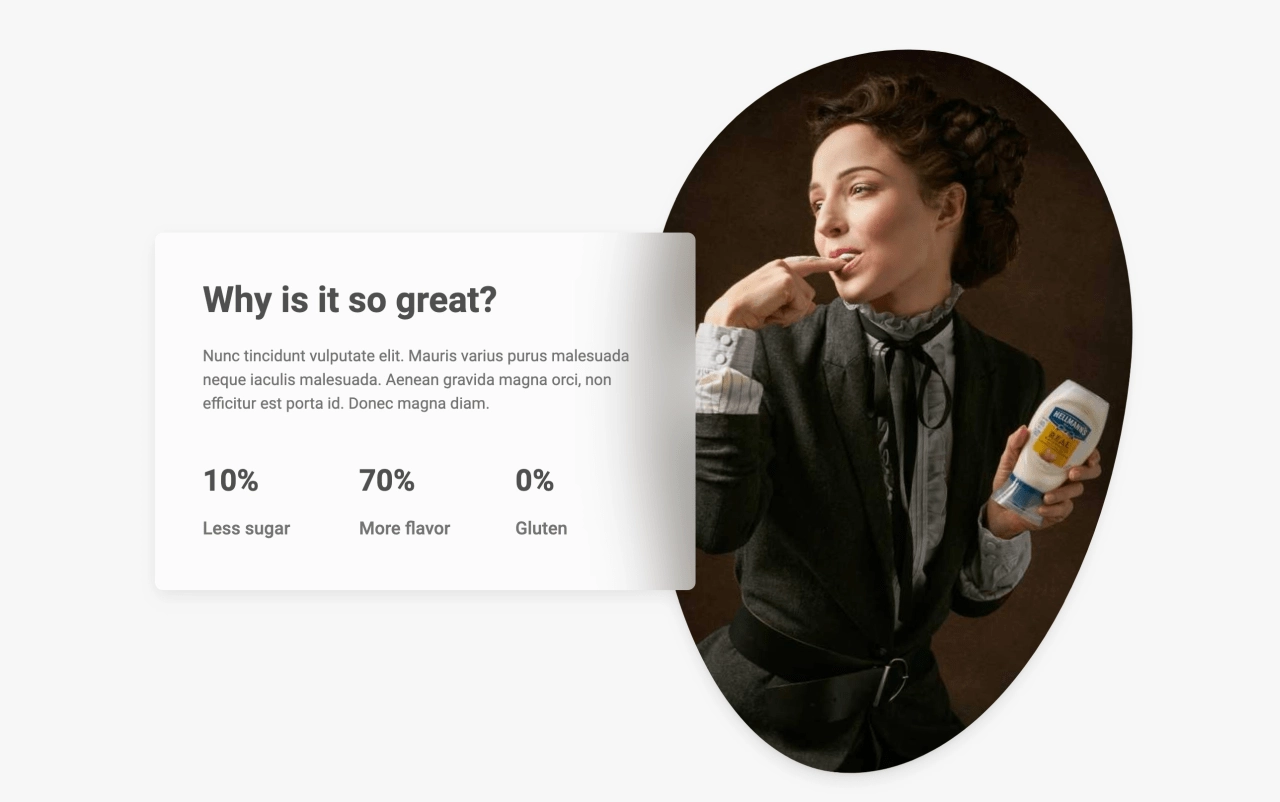 Why is it so great?
Nunc tincidunt vulputate elit. Mauris varius purus malesuada
neque iaculis malesuada. Aenean gravida magna orci, non
efficitur est porta id. Donec magna diam.
10% 70% 0%
Less sugar More flavor Gluten
HELLMANN'S
REAL